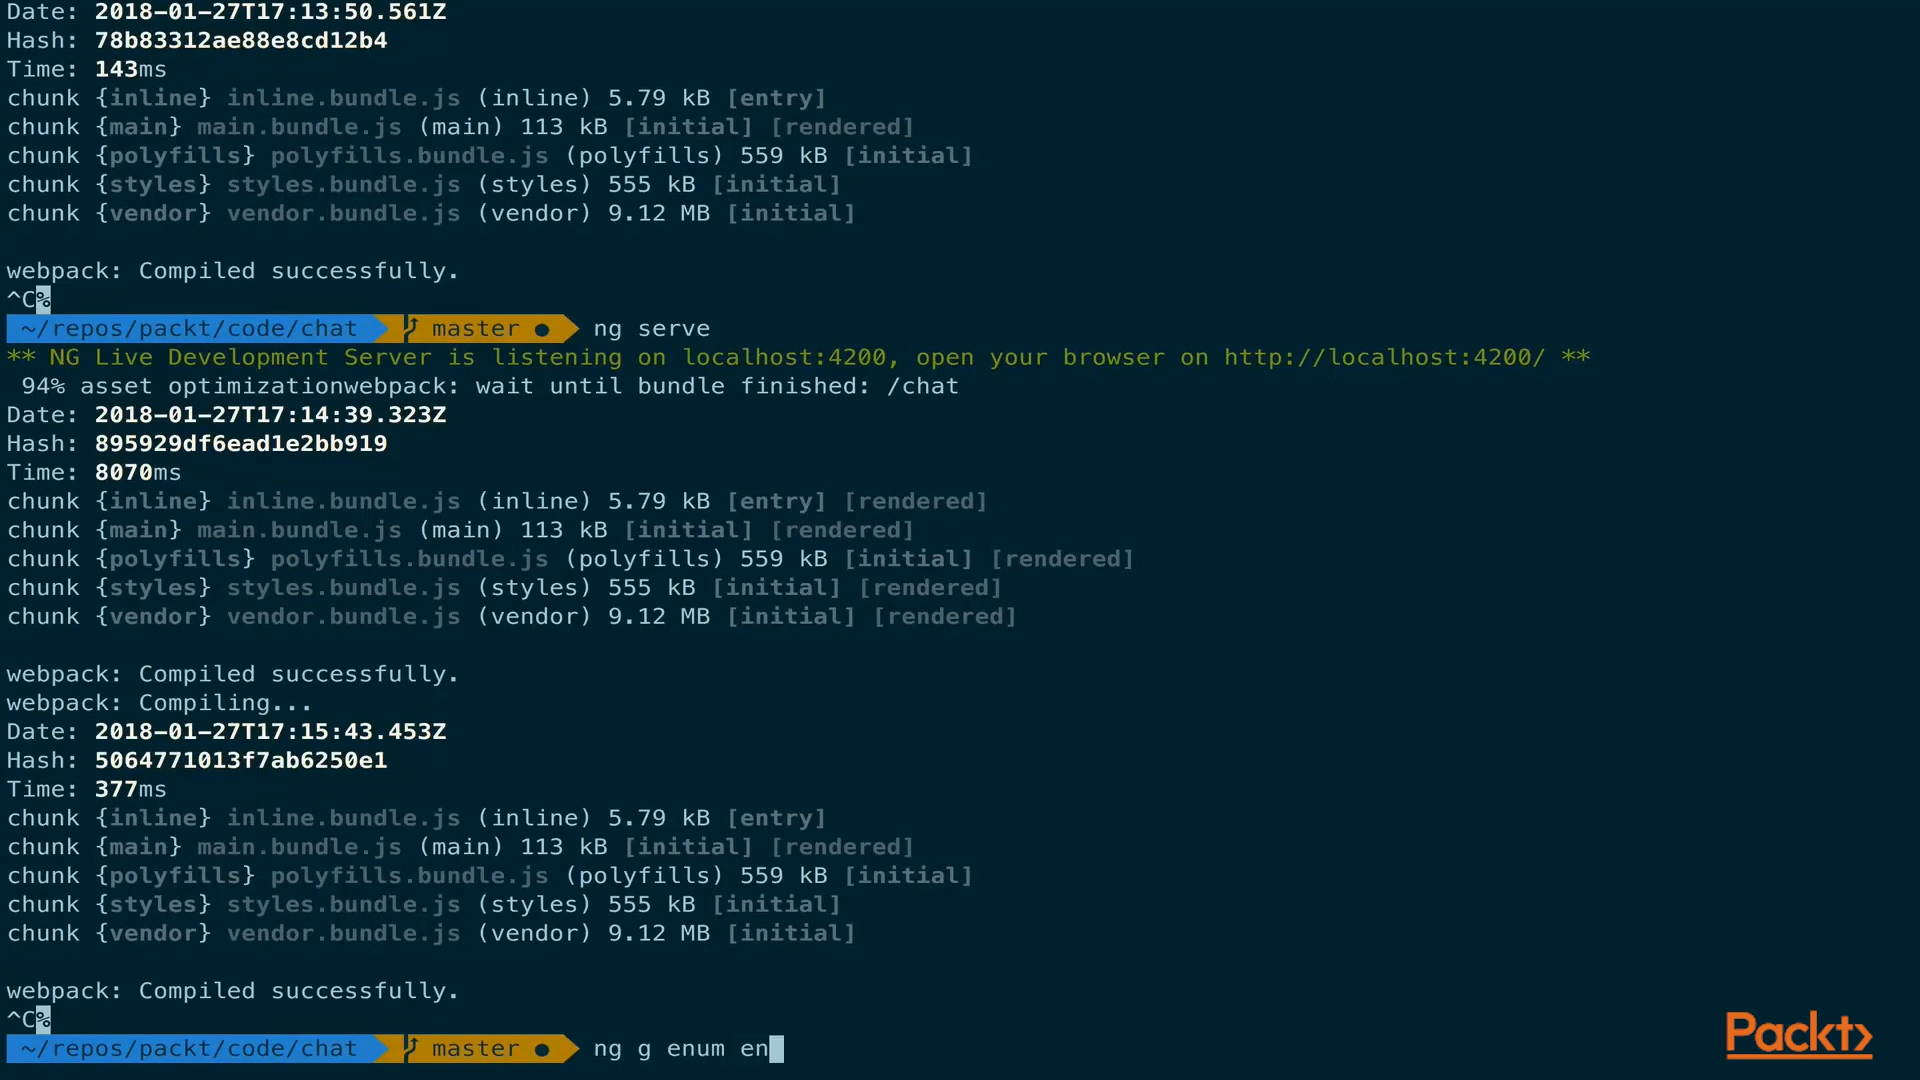 Date: 2018-01-27T17:13:50.561Z
Hash: 78b83312ae88e8cd12b4
Time: 143ms
chunk {inline} inline.bundle.js (inline) 5.79 kB [entry]
chunk {main} main.bundle.js (main) 113 kB [initial] [rendered]
chunk {polyfills} polyfills.bundle.js (polyfills) 559 kB [initial]
chunk {styles} styles.bundle.js (styles) 555 kB [initial]
chunk {vendor} vendor.bundle.js (vendor) 9.12 MB [initial]
webpack: Compiled successfully.
^C%
~/repos/packt/code/chat master ● ng serve
** NG Live Development Server is listening on localhost:4200, open your browser on http://localhost:4200/ **
94% asset optimizationwebpack: wait until bundle finished: /chat
Date: 2018-01-27T17:14:39.323Z
Hash: 895929df6ead1e2bb919
Time: 8070ms
chunk {inline} inline.bundle.js (inline) 5.79 kB [entry] [rendered]
chunk {main} main.bundle.js (main) 113 kB [initial] [rendered]
chunk {polyfills} polyfills.bundle.js (polyfills) 559 kB [initial] [rendered]
chunk {styles} styles.bundle.js (styles) 555 kB [initial] [rendered]
chunk {vendor} vendor.bundle.js (vendor) 9.12 MB [initial] [rendered]
webpack: Compiled successfully.
webpack: Compiling...
Date: 2018-01-27T17:15:43.453Z
Hash: 5064771013f7ab6250e1
Time: 377ms
chunk {inline} inline.bundle.js (inline) 5.79 kB [entry]
chunk {main} main.bundle.js (main) 113 kB [initial] [rendered]
chunk {polyfills} polyfills.bundle.js (polyfills) 559 kB [initial]
chunk {styles} styles.bundle.js (styles) 555 kB [initial]
chunk {vendor} vendor.bundle.js (vendor) 9.12 MB [initial]
webpack: Compiled successfully.
^C%
~/repos/packt/code/chat master ● ng g enum en
Packt>